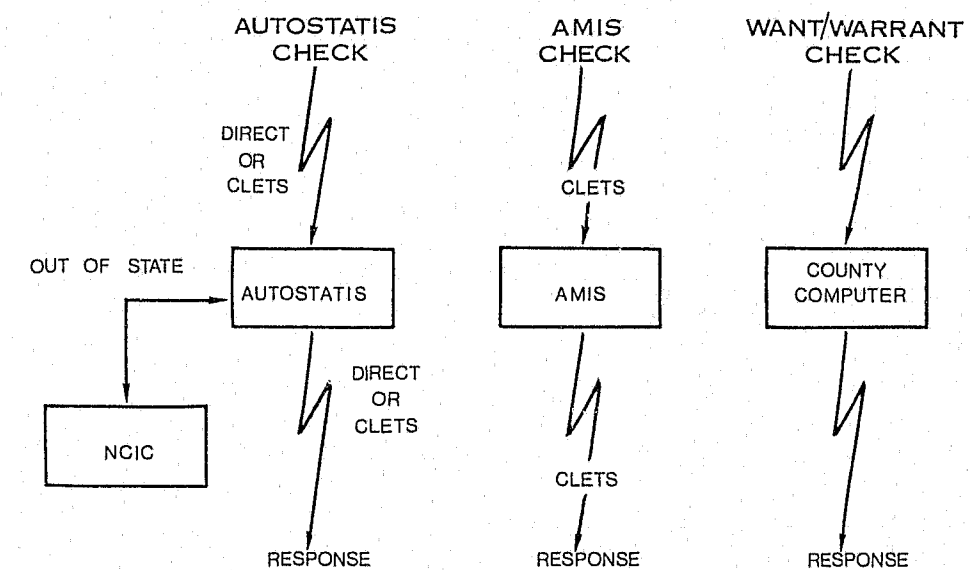 AUTOSTATIS
CHECK
DIRECT
OR
CLETS
OUT OF STATE
AUTOSTATIS
NCIC
DIRECT
OR
CLETS
RESPONSE
AMIS
CHECK
CLETS
AMIS
CLETS
RESPONSE
WANT/WARRANT
CHECK
COUNTY
COMPUTER
RESPONSE